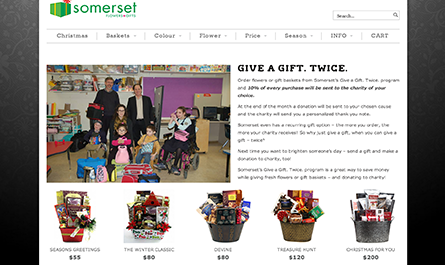 somerset
Search..
Christmas Baskets Colour Flower Price Season INFO CART
GIVE A GIFT. TWICE.
Order flowers or gift baskets from Somerset's Give a Gift. Twice. program
and 10% of every purchase will be sent to the charity of your
choice.
At the end of the month a donation will be sent to your chosen cause
and the charity will send you a personalized thank you note.
Somerset even has a recurring gift option - the more you order, the
more your charity receives! So why just give a gift, when you can give a
gift - twice?
Next time you want to brighten someone's day - send a gift and make a
donation to charity, too!
Somerset's Give a Gift. Twice. program is a great way to save money
while giving fresh flowers or gift baskets - and donating to charity!
SEASONS GREETINGS
$55
THE WINTER CLASSIC
$80
DEVINE
$80
TREASURE HUNT
$120
CHRISTMAS FOR YOU
$200